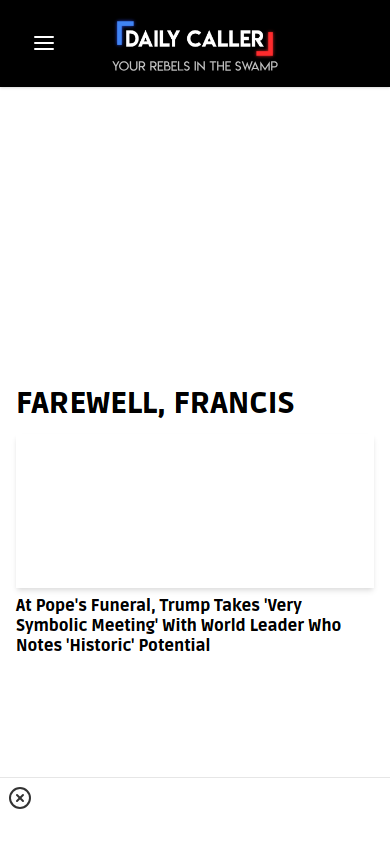 DAILY CALLER
YOUR REBELS IN THE SWAMP
FAREWELL, FRANCIS
At Pope's Funeral, Trump Takes 'Very
Symbolic Meeting' With World Leader Who
Notes 'Historic' Potential